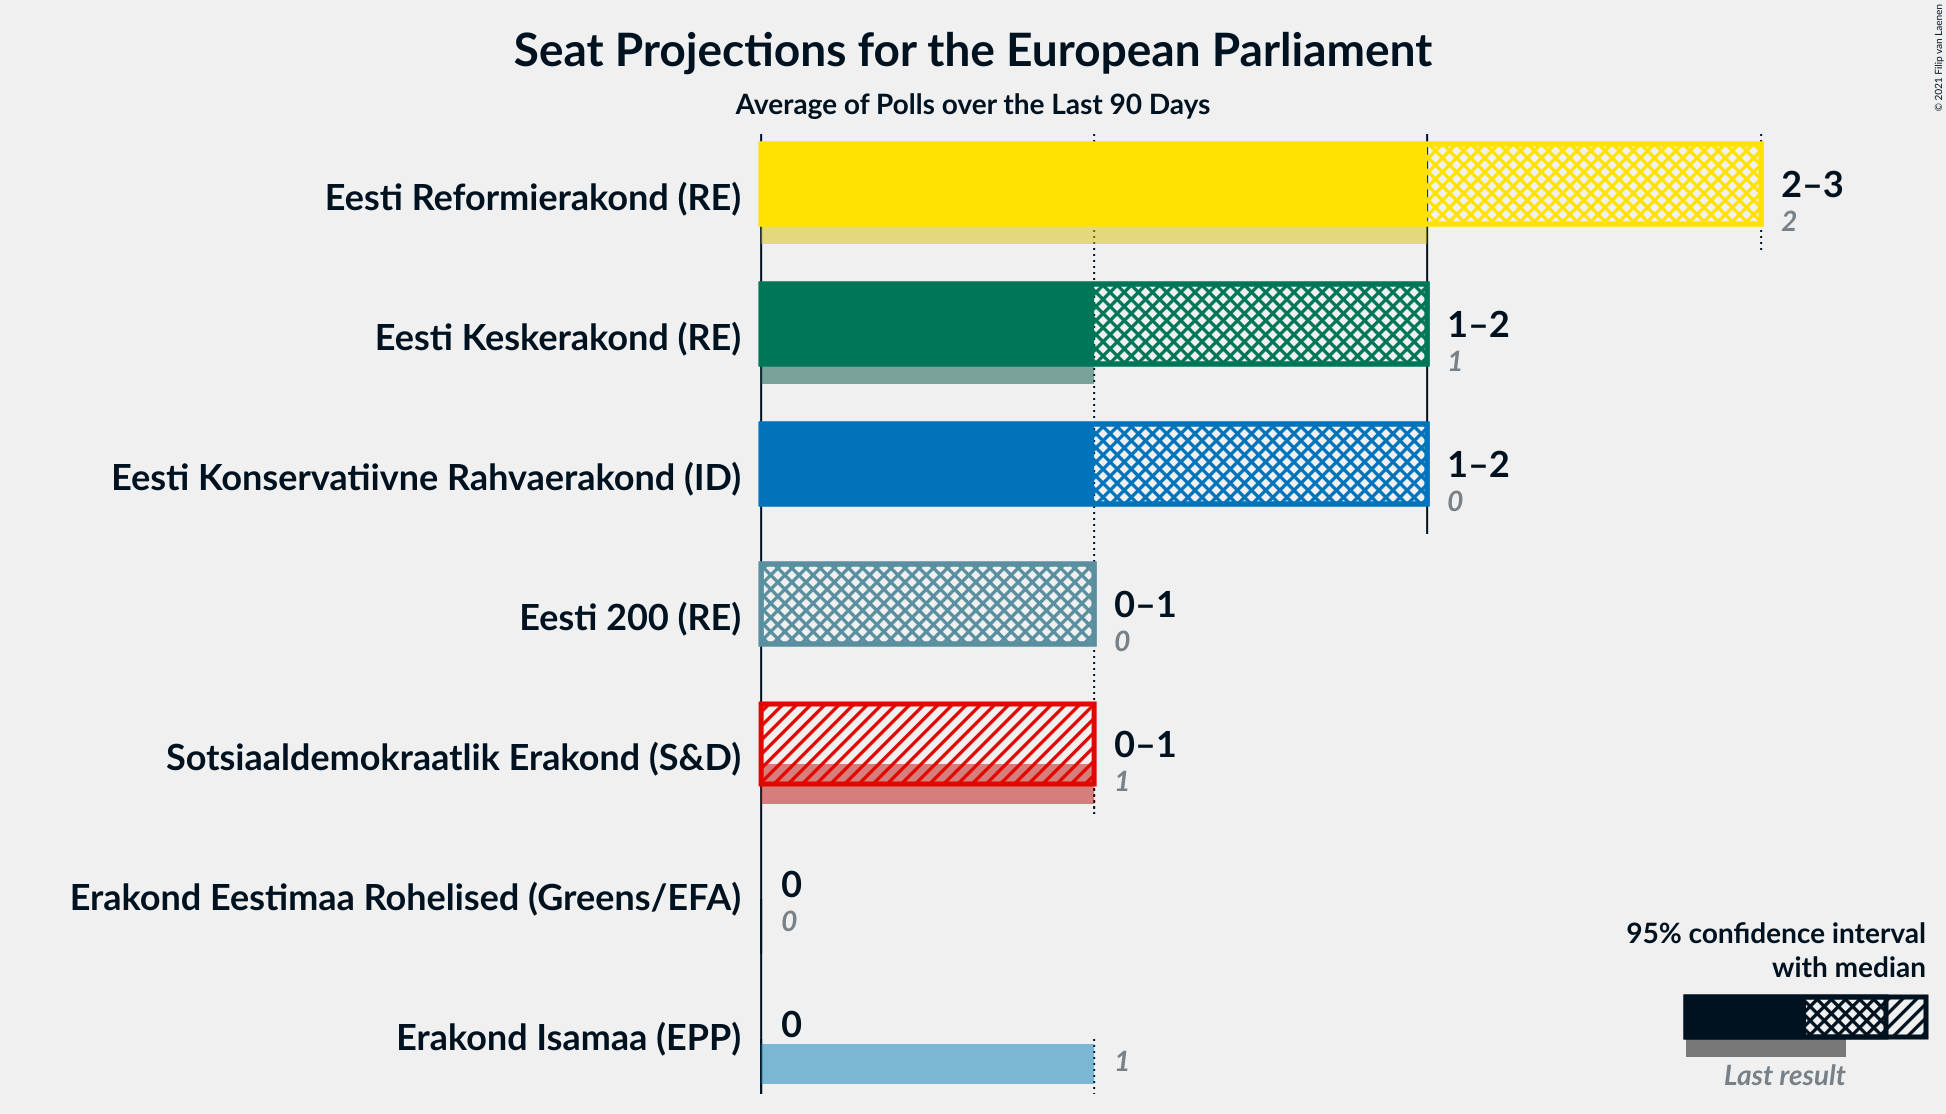 Seat Projections for the European Parliament
Average of Polls over the Last 90 Days
© 2021 Filip van Laenen
Eesti Reformierakond (RE)
2–3
2
Eesti Keskerakond (RE)
1–2
1
Eesti Konservatiivne Rahvaerakond (ID)
1–2
0
Eesti 200 (RE)
0–1
0
Sotsiaaldemokraatlik Erakond (S&D)
0–1
1
Erakond Eestimaa Rohelised (Greens/EFA)
0
0
Erakond Isamaa (EPP)
0
1
95% confidence interval
with median
Last result